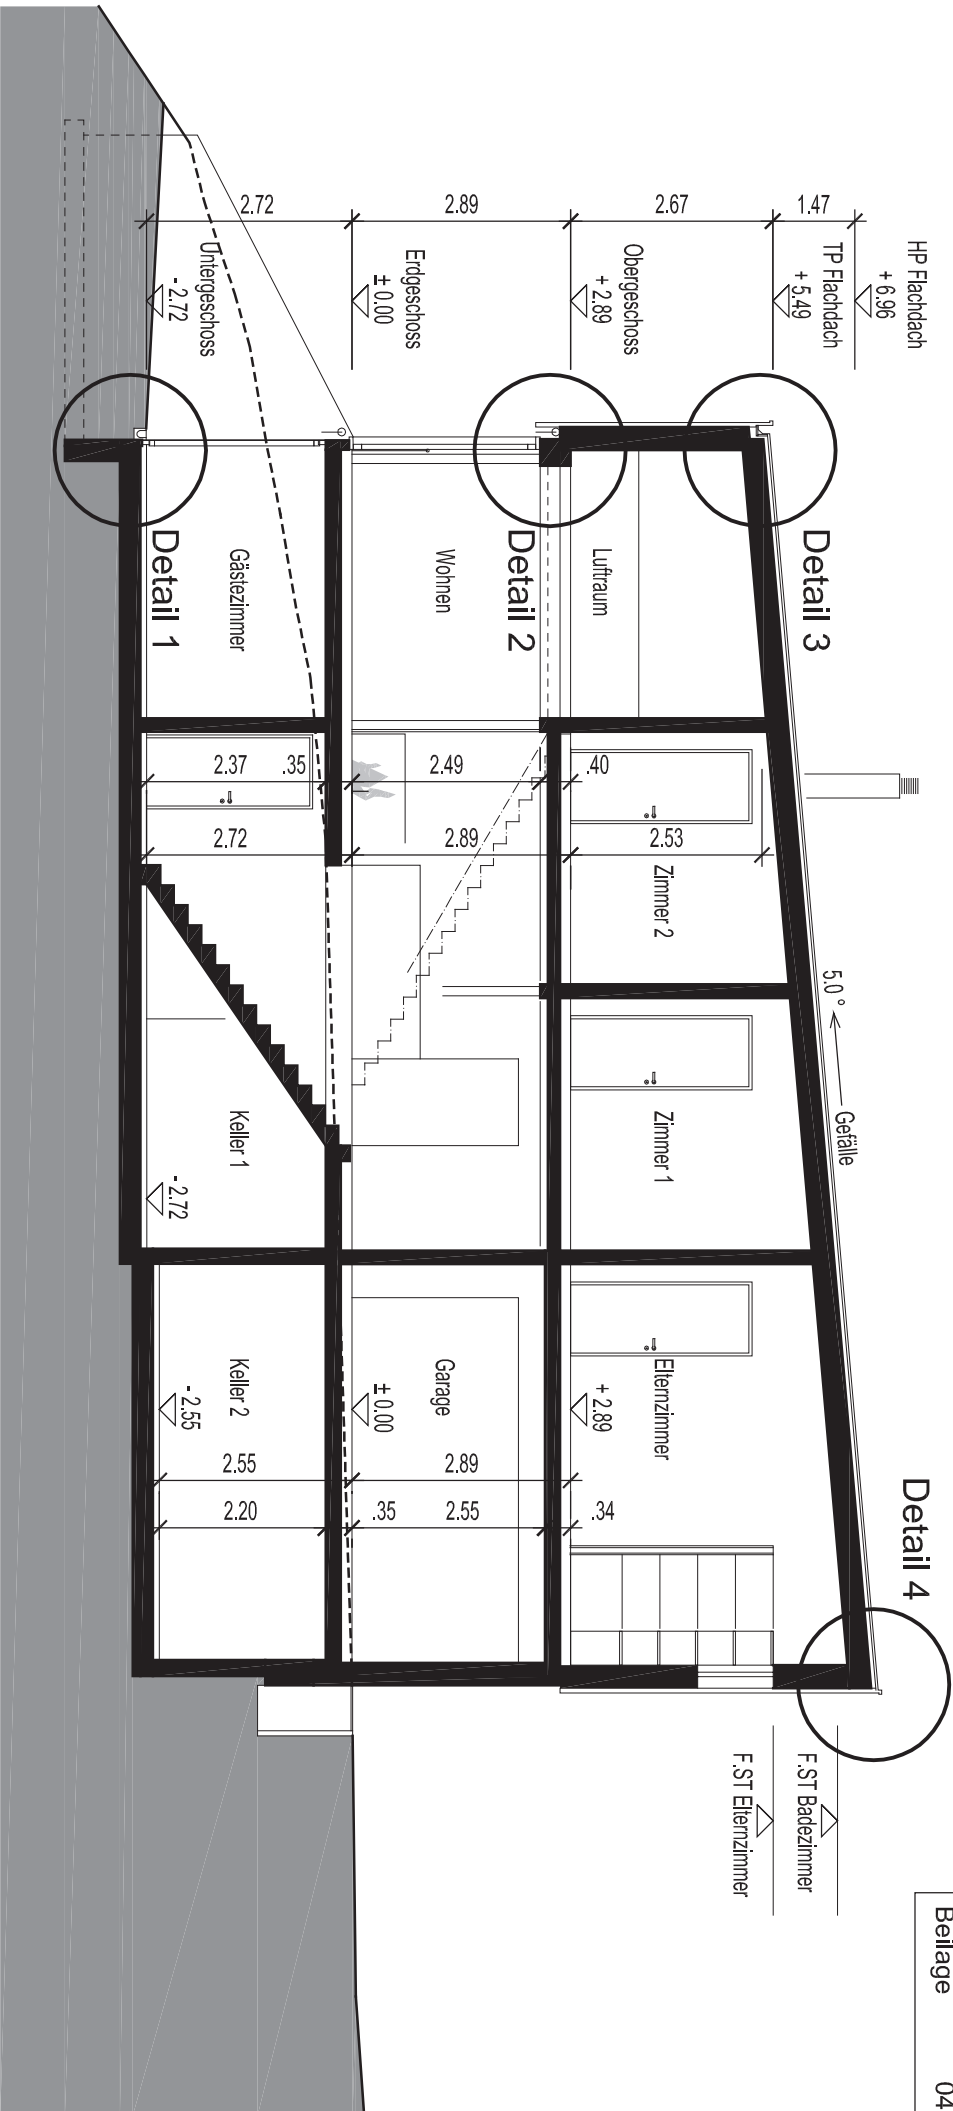 Beilage 04
HP Flachdach
+ 6.96
TP Flachdach
+ 5.49
Obergeschoss
+ 2.89
Erdgeschoss
± 0.00
Untergeschoss
- 2.72
1.47
2.67
2.89
2.72
Detail 3
Detail 4
Detail 2
Detail 1
5.0 °
Gefälle
Luftraum
Zimmer 2
Zimmer 1
Elternzimmer
+ 2.89
2.53
.40
.34
F.ST Badezimmer
F.ST Elternzimmer
Wohnen
2.49
2.89
Garage
± 0.00
2.89
.35
2.55
Gästezimmer
2.37
.35
2.72
Keller 1
- 2.72
Keller 2
- 2.55
2.55
2.20